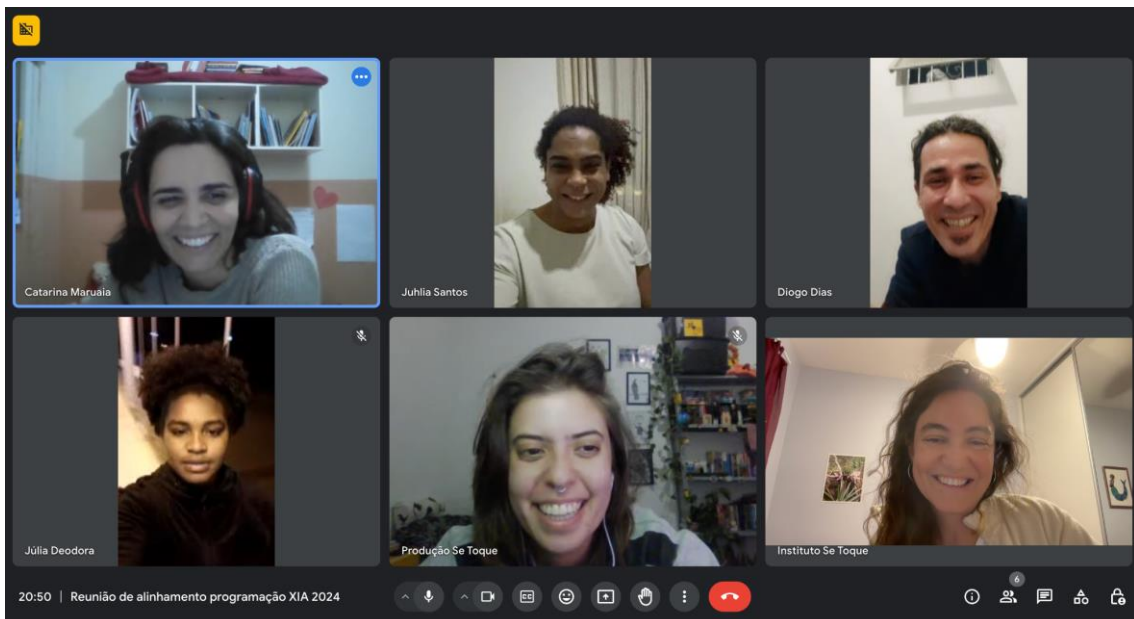 Catarina Maruaia
Juhlia Santos
Diogo Dias
Júlia Deodora
Produção Se Toque
Instituto Se Toque
6
20:50 | Reunião de alinhamento programação XIA 2024
CC